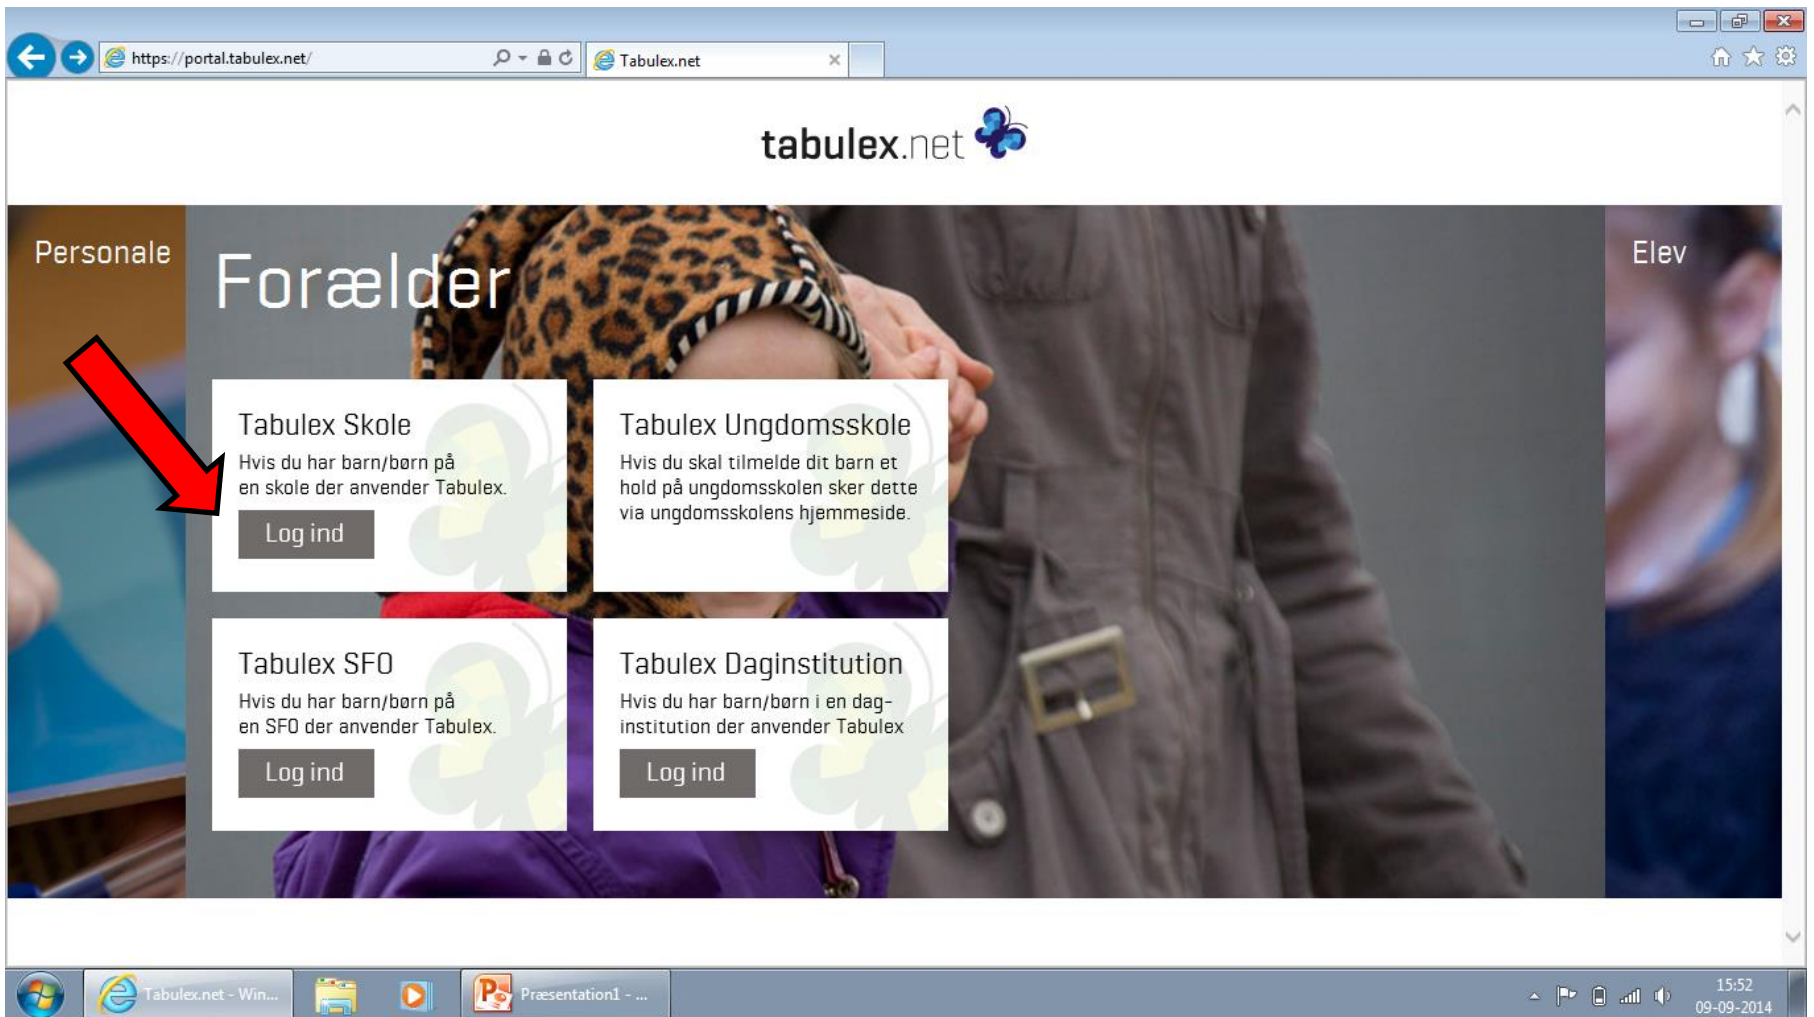 https://portal.tabulex.net/
Tabulex.net
tabulex.net
Personale
Forælder
Elev
Tabulex Skole
Hvis du har barn/børn på
en skole der anvender Tabulex.
Log ind
Tabulex Ungdomsskole
Hvis du skal tilmelde dit barn et
hold på ungdomsskolen sker dette
via ungdomsskolens hjemmeside.
Tabulex SFO
Hvis du har barn/børn på
en SFO der anvender Tabulex.
Log ind
Tabulex Daginstitution
Hvis du har barn/børn i en dag-
institution der anvender Tabulex
Log ind
Tabulex.net - Win...
Præsentation1 - ...
15:52
09-09-2014